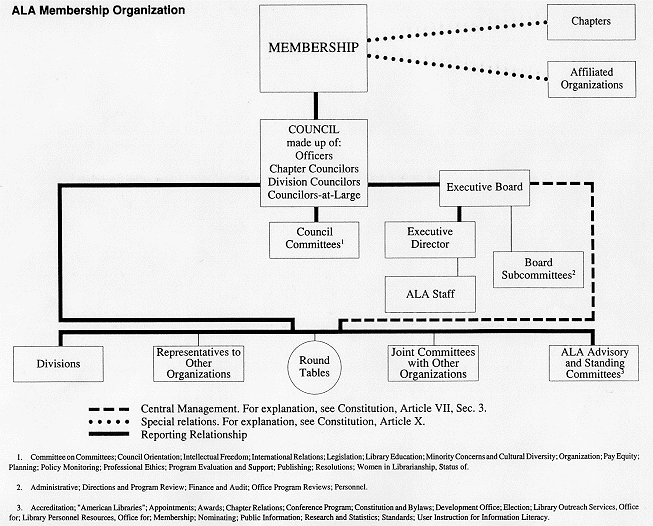 ALA Membership Organization
MEMBERSHIP
Chapters
Affiliated
Organizations
COUNCIL
made up of:
Officers
Chapter Councilors
Division Councilors
Councilors-at-Large
Executive Board
Council
Committees¹
Executive
Director
Board
Subcommittees²
ALA Staff
Divisions
Representatives to
Other
Organizations
Round
Tables
Joint Committees
with Other
Organizations
ALA Advisory
and Standing
Committees³
Central Management. For explanation, see Constitution, Article VII, Sec. 3.
Special relations. For explanation, see Constitution, Article X.
Reporting Relationship
1. Committee on Committees; Council Orientation; Intellectual Freedom; International Relations; Legislation; Library Education; Minority Concerns and Cultural Diversity; Organization; Pay Equity;
Planning; Policy Monitoring; Professional Ethics; Program Evaluation and Support; Publishing; Resolutions; Women in Librarianship, Status of.
2. Administrative; Directions and Program Review; Finance and Audit; Office Program Reviews; Personnel.
3. Accreditation; "American Libraries"; Appointments; Awards; Chapter Relations; Conference Program; Constitution and Bylaws; Development Office; Election; Library Outreach Services, Office
for; Library Personnel Resources, Office for; Membership; Nominating; Public Information; Research and Statistics; Standards; User Instruction for Information Literacy.